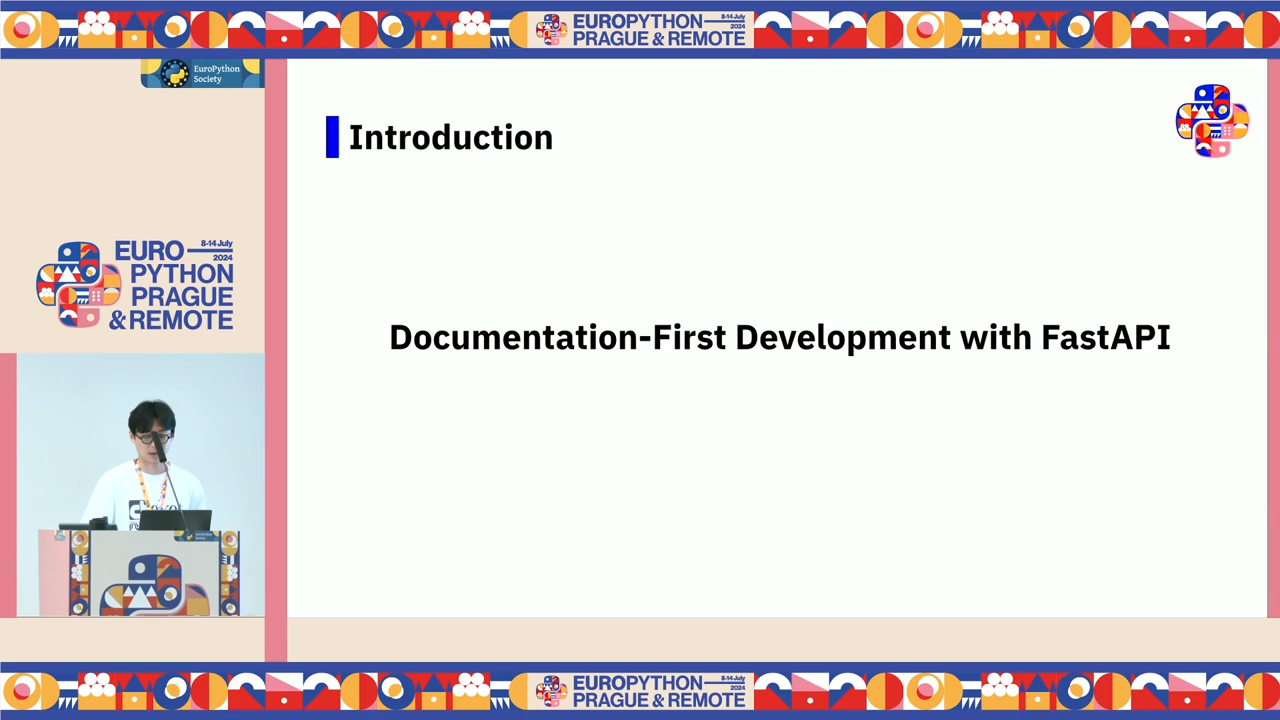 EUROPYTHON
8-14 July
2024
PRAGUE & REMOTE
EuroPython
Society
Introduction
EURO
8-14 July
2024
PYTHON
PRAGUE
& REMOTE
Documentation-First Development with FastAPI
EUROPYTHON
8-14 July
2024
PRAGUE & REMOTE